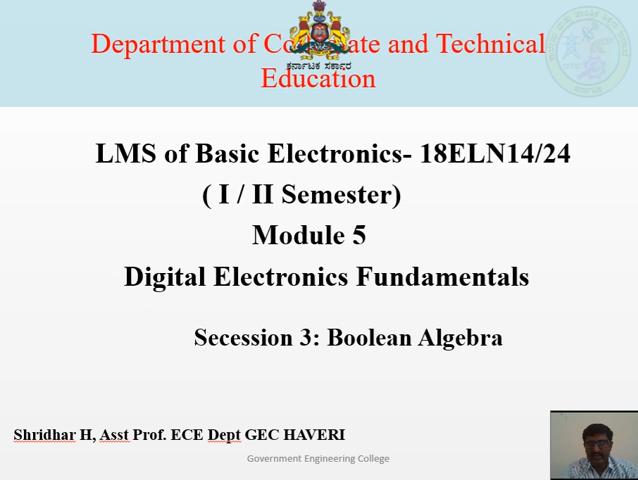 Department of Co ate and Technical
Education
ಕರ್ನಾಟಕ ಸರ್ಕಾರ
LMS of Basic Electronics- 18ELN14/24
( I / II Semester)
Module 5
Digital Electronics Fundamentals
Secession 3: Boolean Algebra
Shridhar H, Asst Prof. ECE Dept GEC HAVERI
Government Engineering College